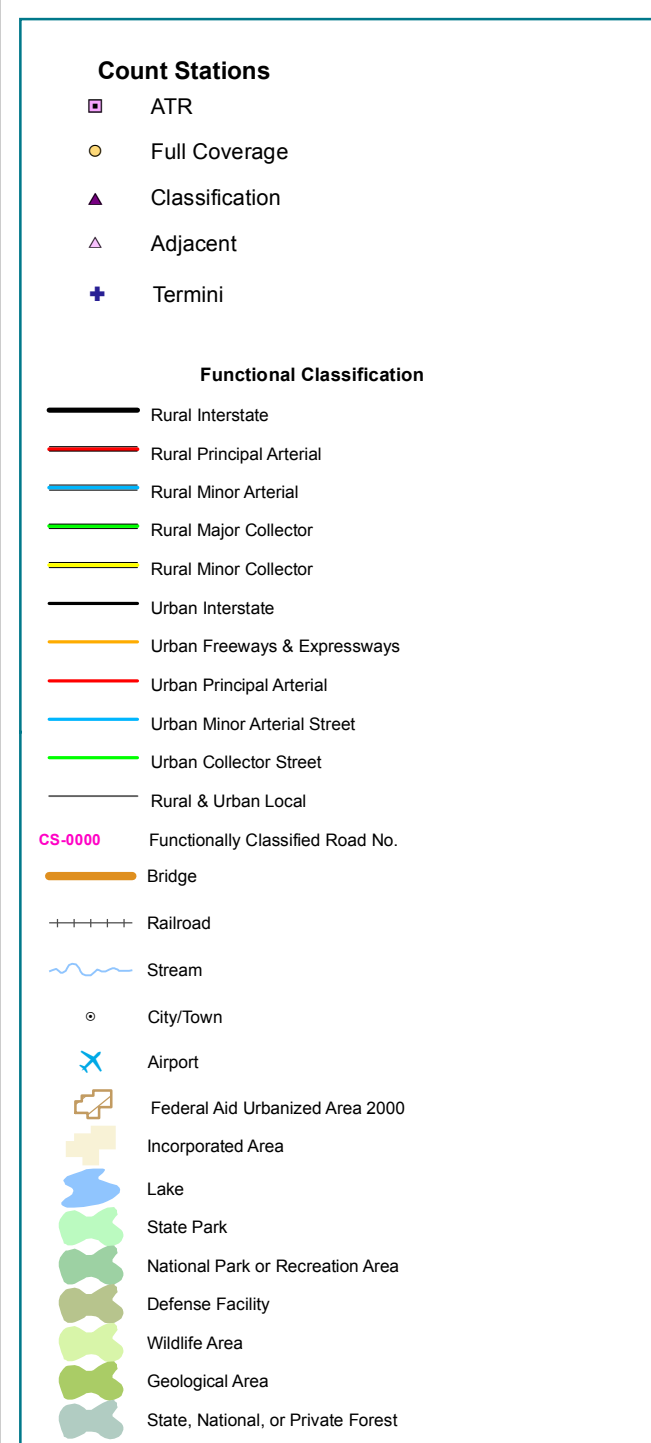 Count Stations
ATR
Full Coverage
Classification
Adjacent
Termini
Functional Classification
Rural Interstate
Rural Principal Arterial
Rural Minor Arterial
Rural Major Collector
Rural Minor Collector
Urban Interstate
Urban Freeways & Expressways
Urban Principal Arterial
Urban Minor Arterial Street
Urban Collector Street
Rural & Urban Local
CS-0000 Functionally Classified Road No.
Bridge
Railroad
Stream
City/Town
Airport
Federal Aid Urbanized Area 2000
Incorporated Area
Lake
State Park
National Park or Recreation Area
Defense Facility
Wildlife Area
Geological Area
State, National, or Private Forest